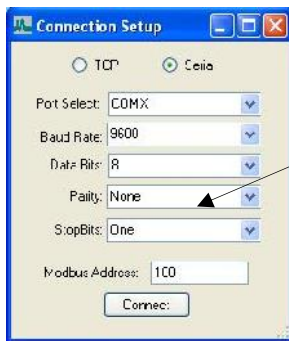 Connection Setup
TCP Serial
Port Select: COMX
Baud Rate: 9600
Data Bits: 8
Parity: None
StopBits: One
Modbus Address: 100
Connect